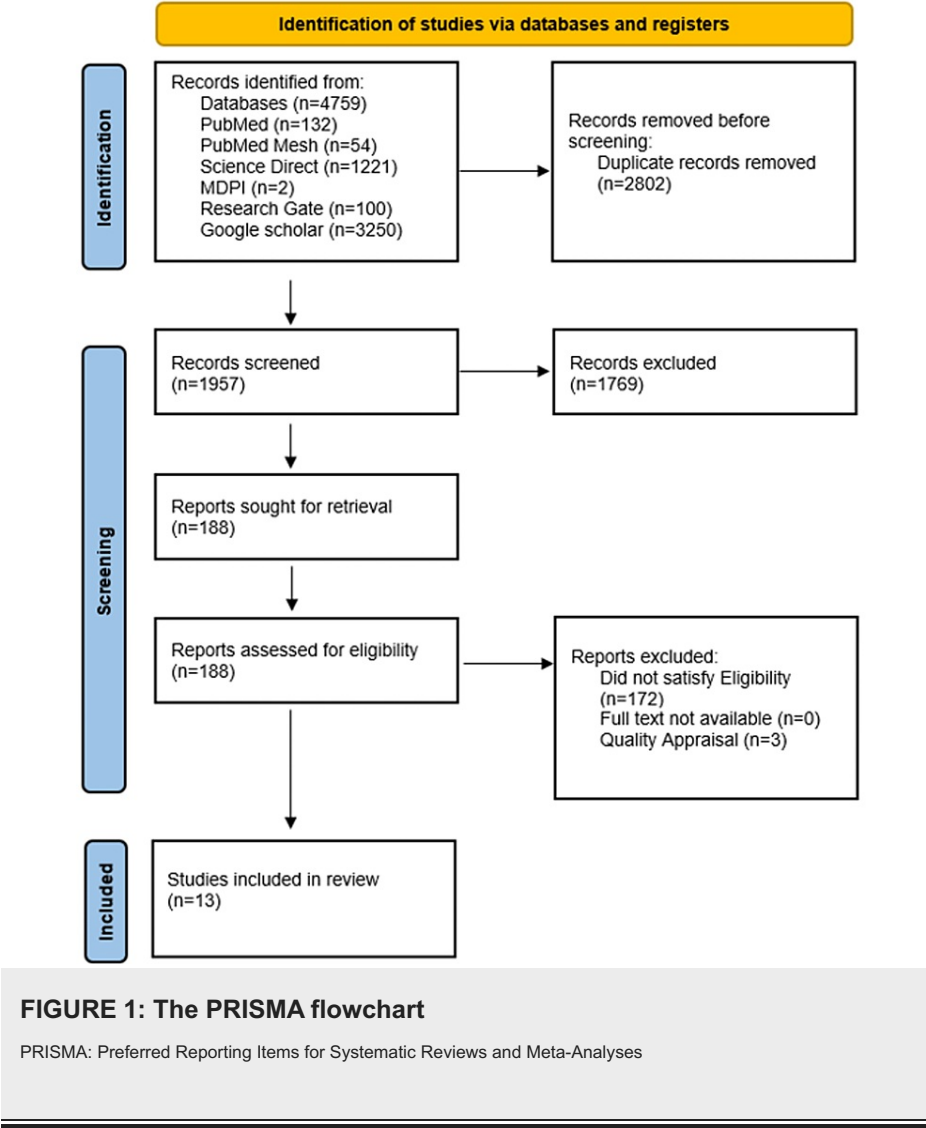 Identification of studies via databases and registers
Identification
Records identified from:
Databases (n=4759)
PubMed (n=132)
PubMed Mesh (n=54)
Science Direct (n=1221)
MDPI (n=2)
Research Gate (n=100)
Google scholar (n=3250)
Records removed before
screening:
Duplicate records removed
(n=2802)
Screening
Records screened
(n=1957)
Records excluded
(n=1769)
Reports sought for retrieval
(n=188)
Reports assessed for eligibility
(n=188)
Reports excluded:
Did not satisfy Eligibility
(n=172)
Full text not available (n=0)
Quality Appraisal (n=3)
Included
Studies included in review
(n=13)
FIGURE 1: The PRISMA flowchart
PRISMA: Preferred Reporting Items for Systematic Reviews and Meta-Analyses